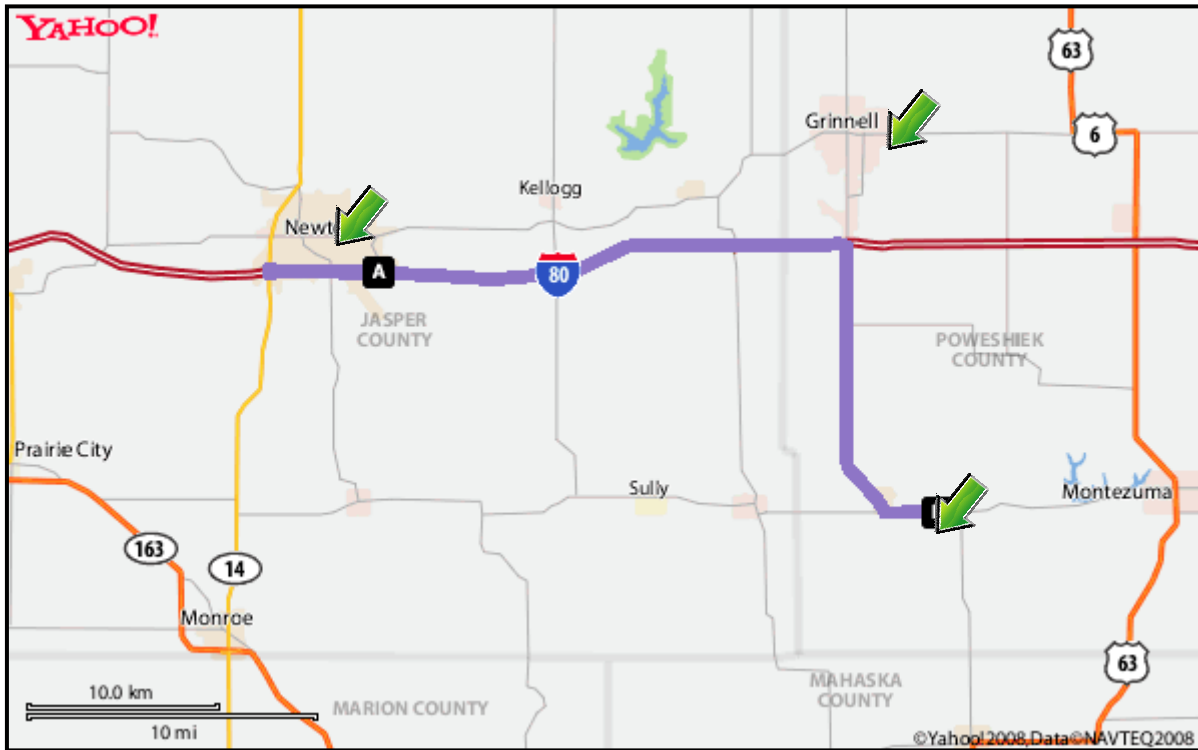 YAHOO!
63
Grinnell
6
Kellogg
Newt
A
80
JASPER
COUNTY
POWESHIEK
COUNTY
Prairie City
Sully
Montezuma
163
14
Monroe
63
10.0 km
MARION COUNTY
MAHASKA
COUNTY
10 mi
©Yahoo! 2008, Data©NAVTEQ2008